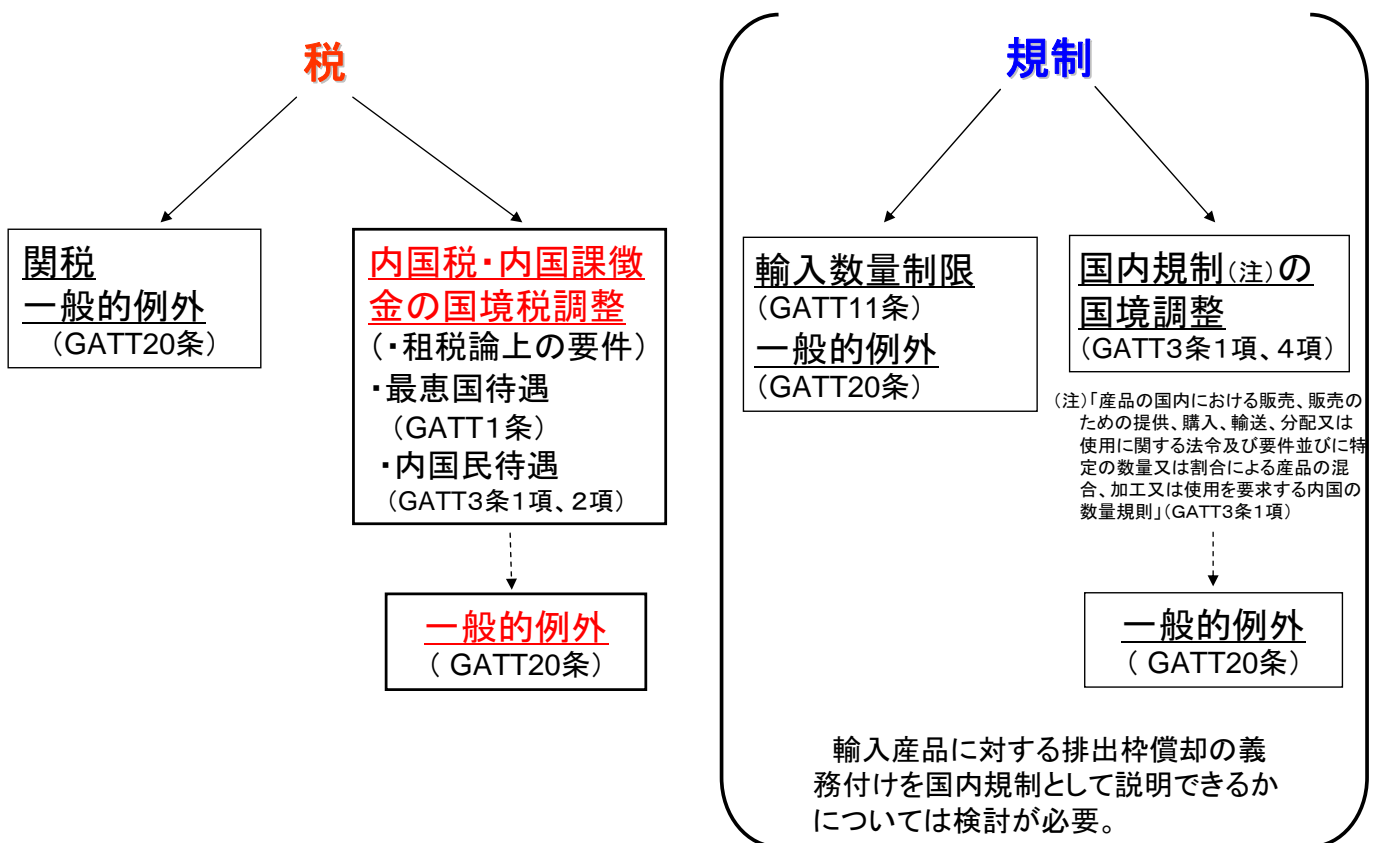 税
関税
一般的例外
(GATT20条)
内国税・内国課徴
金の国境税調整
(・租税論上の要件)
・最恵国待遇
(GATT1条)
・内国民待遇
(GATT3条1項、2項)
一般的例外
( GATT20条)
規制
輸入数量制限
(GATT11条)
一般的例外
(GATT20条)
国内規制(注)の
国境調整
(GATT3条1項、4項)
(注)「産品の国内における販売、販売の
ための提供、購入、輸送、分配又は
使用に関する法令及び要件並びに特
定の数量又は割合による産品の混
合、加工又は使用を要求する内国の
数量規則」(GATT3条1項)
一般的例外
( GATT20条)
輸入産品に対する排出枠償却の義
務付けを国内規制として説明できるか
については検討が必要。